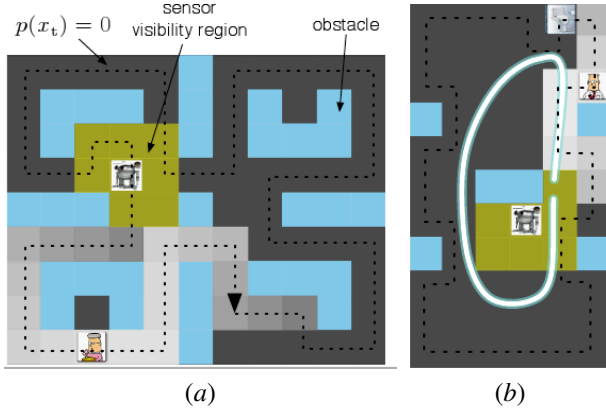 p(x_t) = 0
sensor
visibility region
obstacle
(a)
(b)